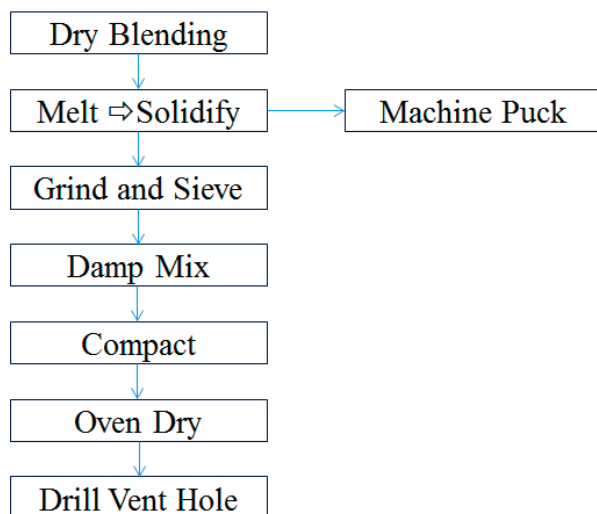 Dry Blending
Melt ⇨Solidify
Machine Puck
Grind and Sieve
Damp Mix
Compact
Oven Dry
Drill Vent Hole